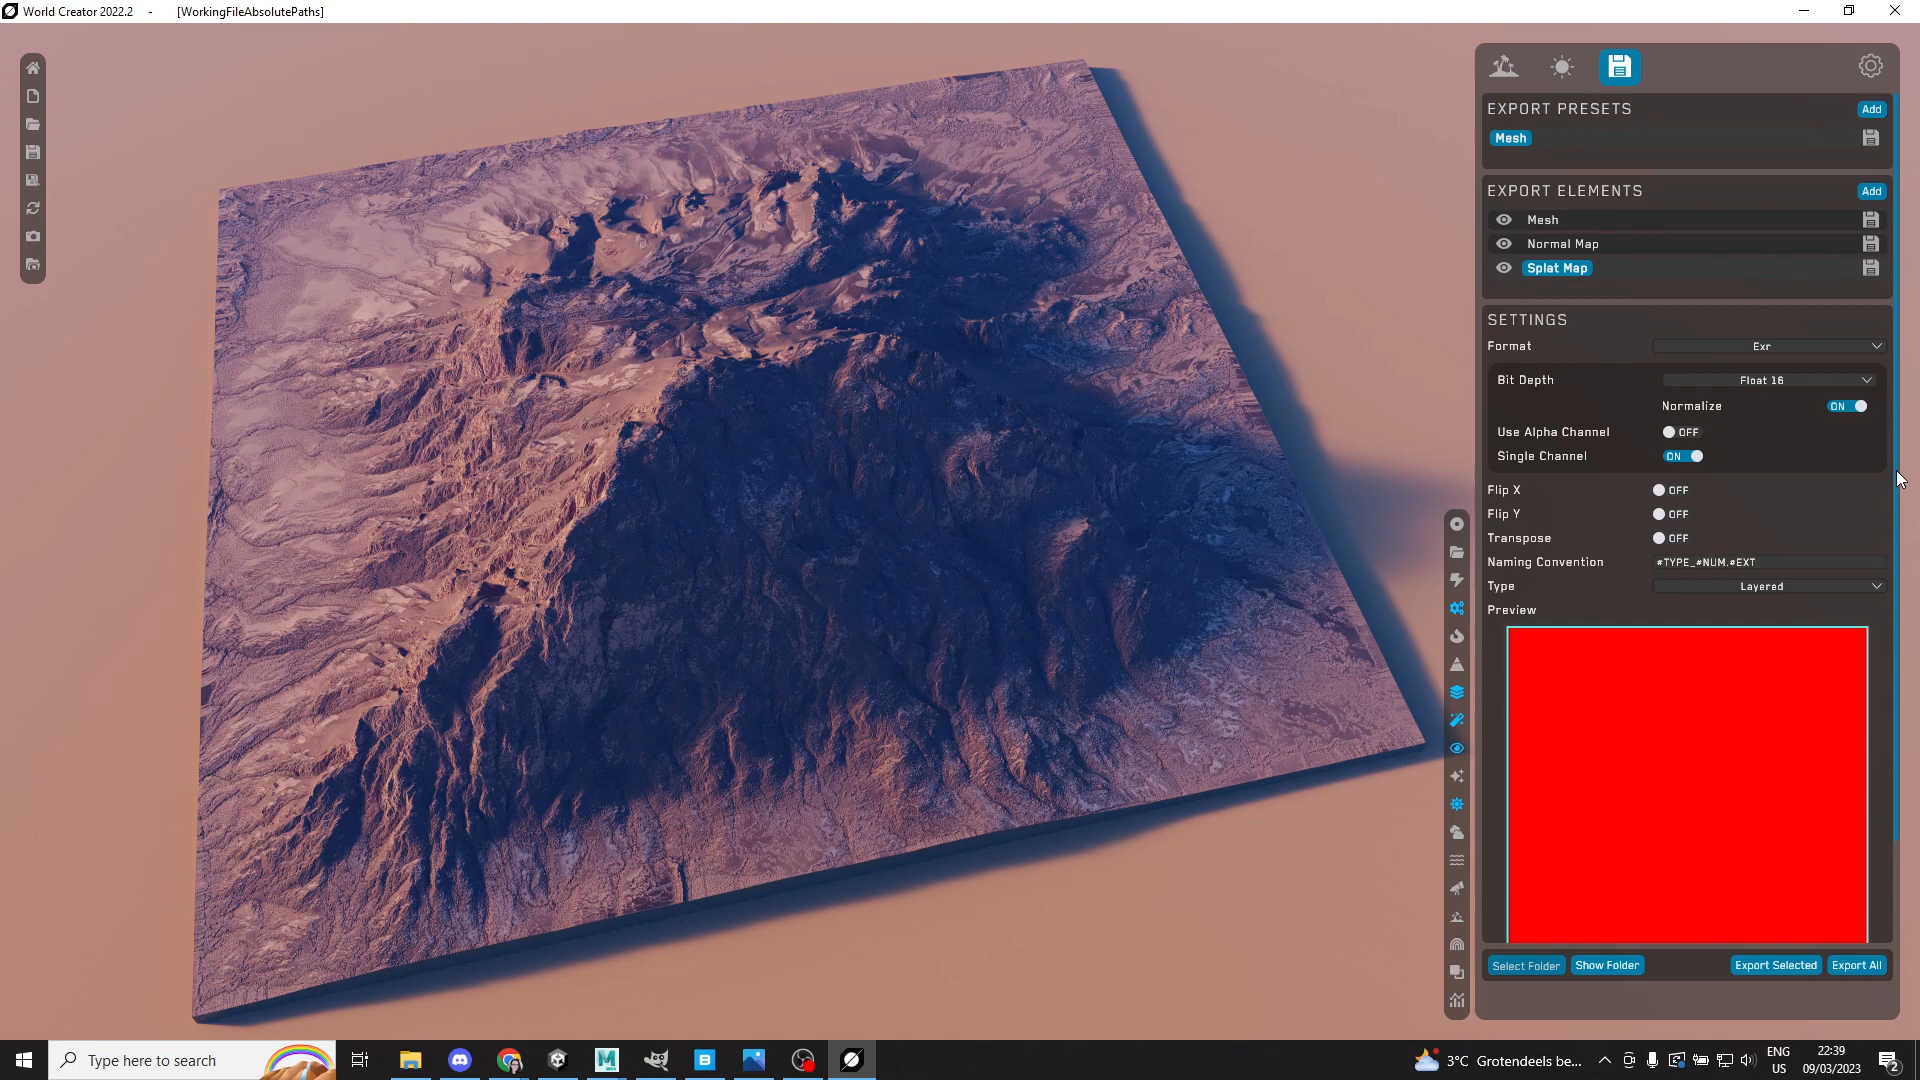 World Creator 2022.2 - [WorkingFileAbsolutePaths]
EXPORT PRESETS Add
Mesh
EXPORT ELEMENTS Add
Mesh
Normal Map
Splat Map
SETTINGS
Format Exr
Bit Depth Float 16
Normalize ON
Use Alpha Channel OFF
Single Channel ON
Flip X OFF
Flip Y OFF
Transpose OFF
Naming Convention #TYPE_#NUM.#EXT
Type Layered
Preview
Select Folder Show Folder Export Selected Export All
Type here to search
3°C Grotendeels be...
ENG
US
22:39
09/03/2023
2